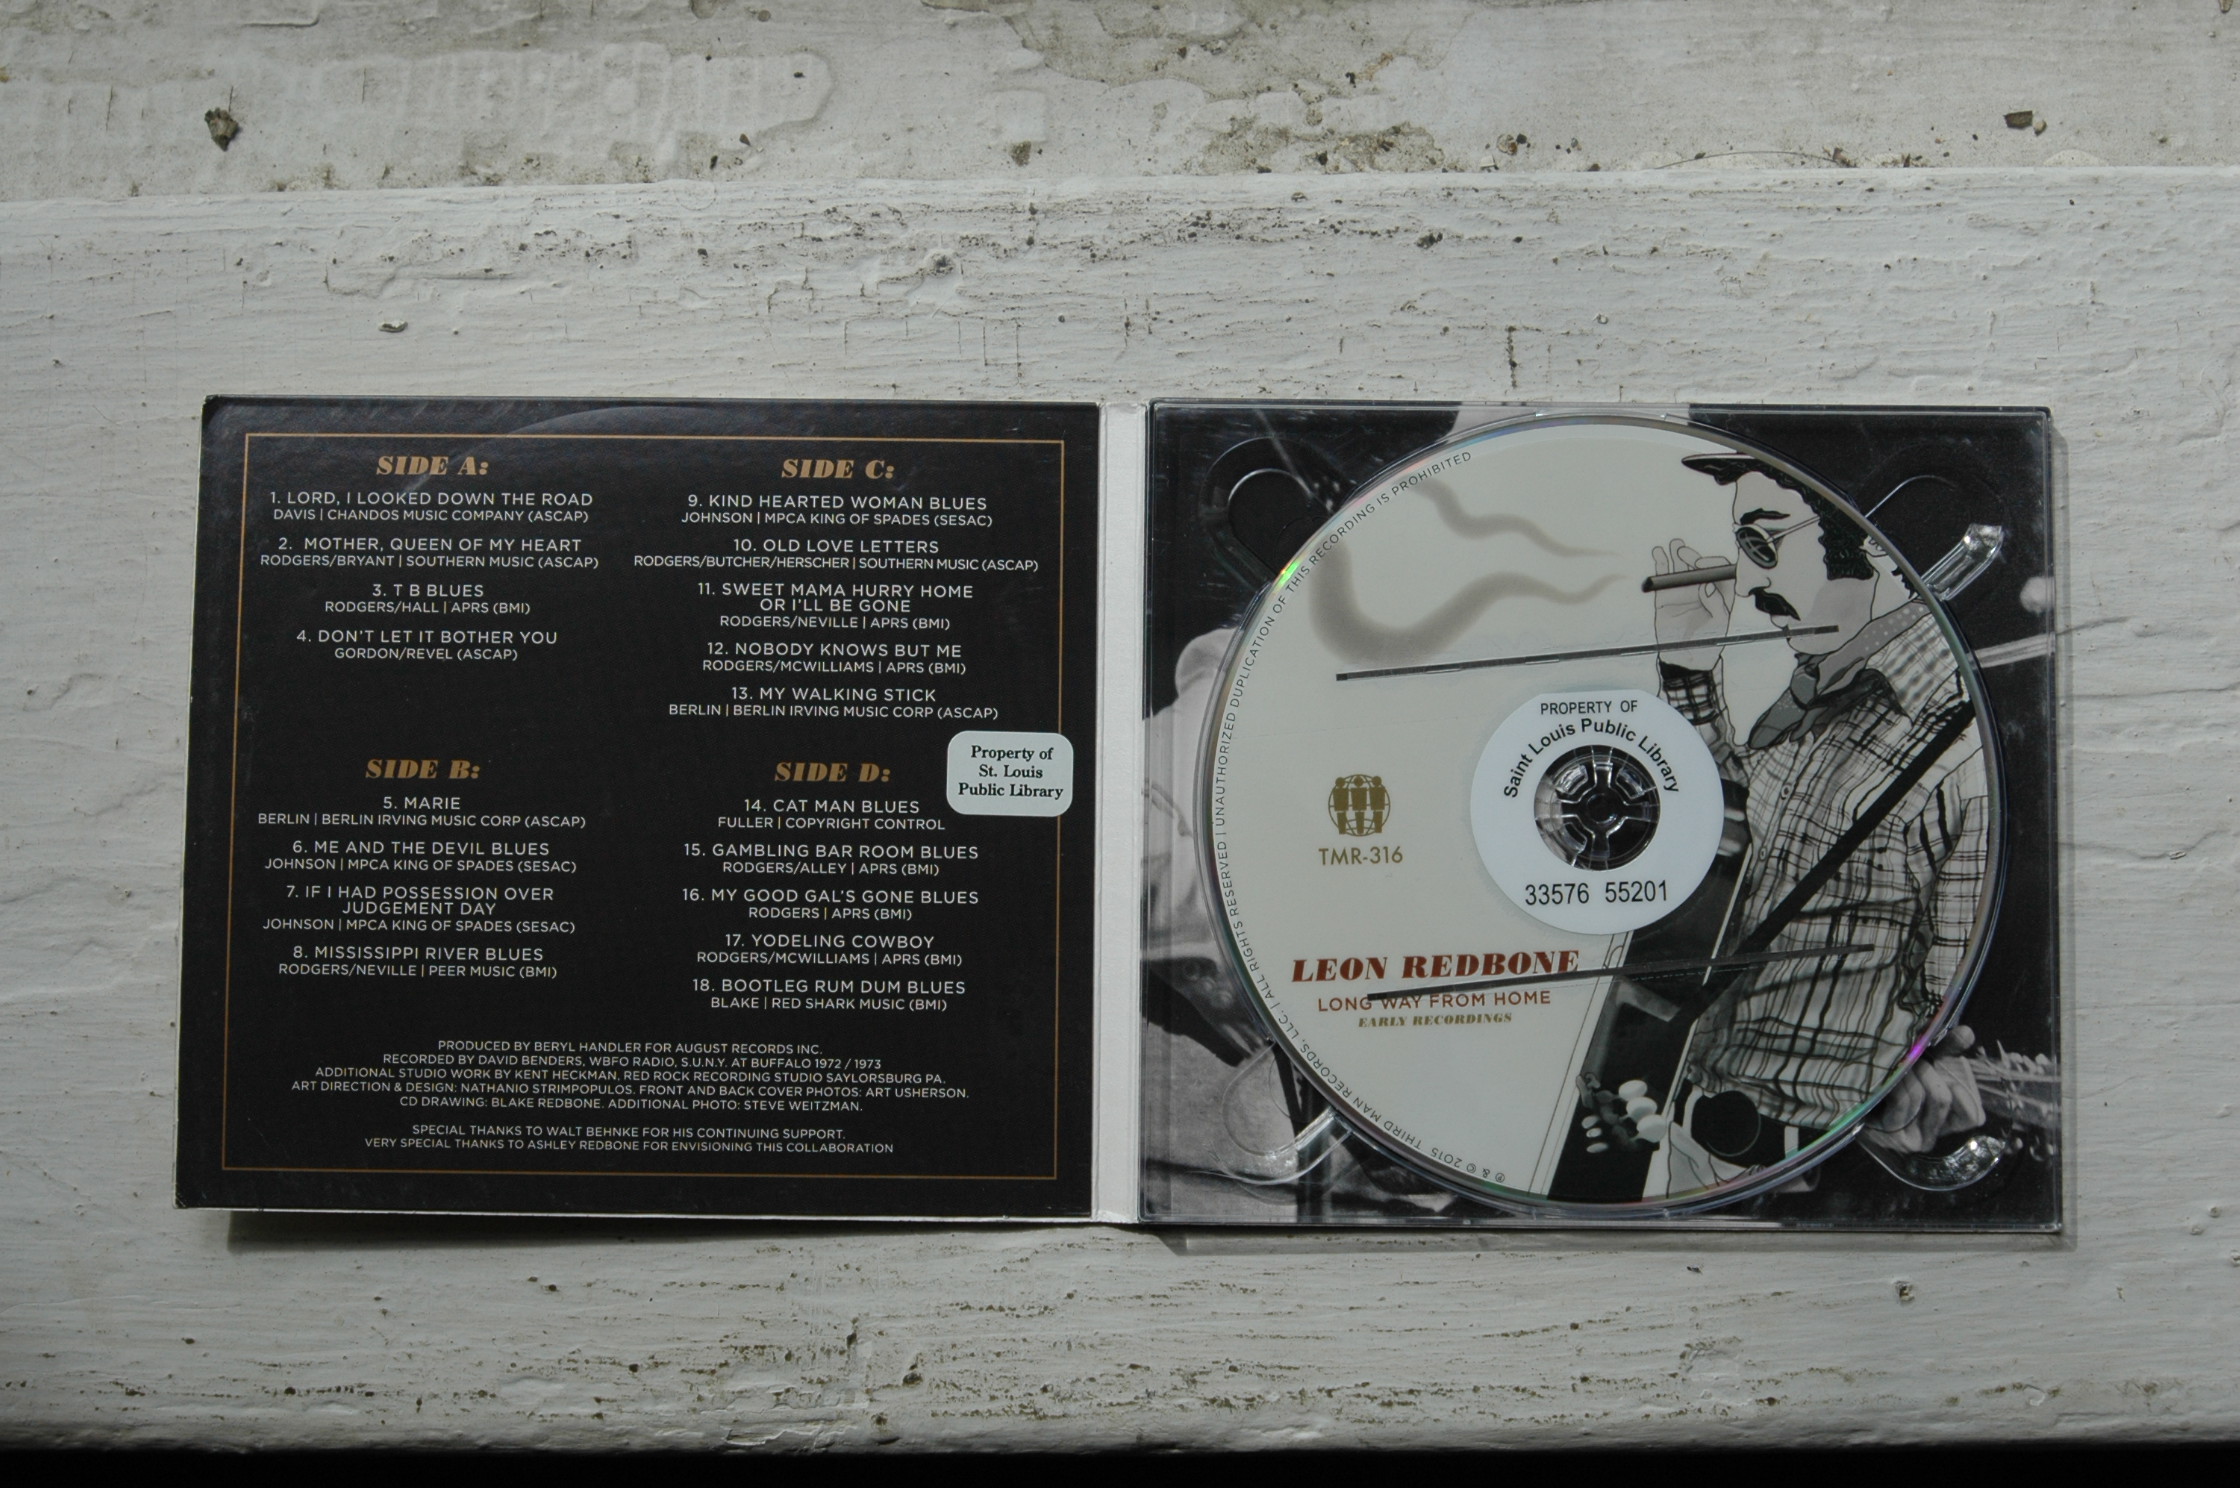 SIDE A:
1. LORD, I LOOKED DOWN THE ROAD
DAVIS | CHANDOS MUSIC COMPANY (ASCAP)
2. MOTHER, QUEEN OF MY HEART
RODGERS/BRYANT | SOUTHERN MUSIC (ASCAP)
3. T B BLUES
RODGERS/HALL | APRS (BMI)
4. DON'T LET IT BOTHER YOU
GORDON/REVEL (ASCAP)
SIDE B:
5. MARIE
BERLIN | BERLIN IRVING MUSIC CORP (ASCAP)
6. ME AND THE DEVIL BLUES
JOHNSON | MPCA KING OF SPADES (SESAC)
7. IF I HAD POSSESSION OVER
JUDGEMENT DAY
JOHNSON | MPCA KING OF SPADES (SESAC)
8. MISSISSIPPI RIVER BLUES
RODGERS/NEVILLE | PEER MUSIC (BMI)
SIDE C:
9. KIND HEARTED WOMAN BLUES
JOHNSON | MPCA KING OF SPADES (SESAC)
10. OLD LOVE LETTERS
RODGERS/BUTCHER/HERSCHER | SOUTHERN MUSIC (ASCAP)
11. SWEET MAMA HURRY HOME
OR I'LL BE GONE
RODGERS/NEVILLE | APRS (BMI)
12. NOBODY KNOWS BUT ME
RODGERS/MCWILLIAMS | APRS (BMI)
13. MY WALKING STICK
BERLIN | BERLIN IRVING MUSIC CORP (ASCAP)
SIDE D:
14. CAT MAN BLUES
FULLER | COPYRIGHT CONTROL
15. GAMBLING BAR ROOM BLUES
RODGERS/ALLEY | APRS (BMI)
16. MY GOOD GAL'S GONE BLUES
RODGERS | APRS (BMI)
17. YODELING COWBOY
RODGERS/MCWILLIAMS | APRS (BMI)
18. BOOTLEG RUM DUM BLUES
BLAKE | RED SHARK MUSIC (BMI)
Property of
St. Louis
Public Library
PRODUCED BY BERYL HANDLER FOR AUGUST RECORDS INC.
RECORDED BY DAVID BENDERS, WBFO RADIO, S.U.N.Y. AT BUFFALO 1972 / 1973
ADDITIONAL STUDIO WORK BY KENT HECKMAN, RED ROCK RECORDING STUDIO SAYLORSBURG PA.
ART DIRECTION & DESIGN: NATHANIO STRIMPOPULOS. FRONT AND BACK COVER PHOTOS: ART USHERSON.
CD DRAWING: BLAKE REDBONE. ADDITIONAL PHOTO: STEVE WEITZMAN.
SPECIAL THANKS TO WALT BEHNKE FOR HIS CONTINUING SUPPORT.
VERY SPECIAL THANKS TO ASHLEY REDBONE FOR ENVISIONING THIS COLLABORATION
℗ & © 2015 THIRD MAN RECORDS, LLC. | ALL RIGHTS RESERVED | UNAUTHORIZED DUPLICATION OF THIS RECORDING IS PROHIBITED
PROPERTY OF
Saint Louis Public Library
33576 55201
TMR-316
LEON REDBONE
LONG WAY FROM HOME
EARLY RECORDINGS